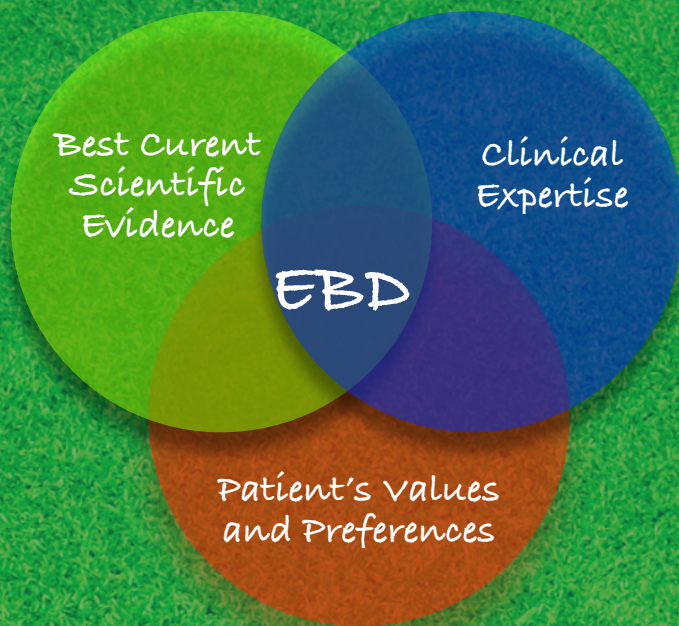 Best Curent
Scientific
Evidence
Clinical
Expertise
EBD
Patient's Values
and Preferences